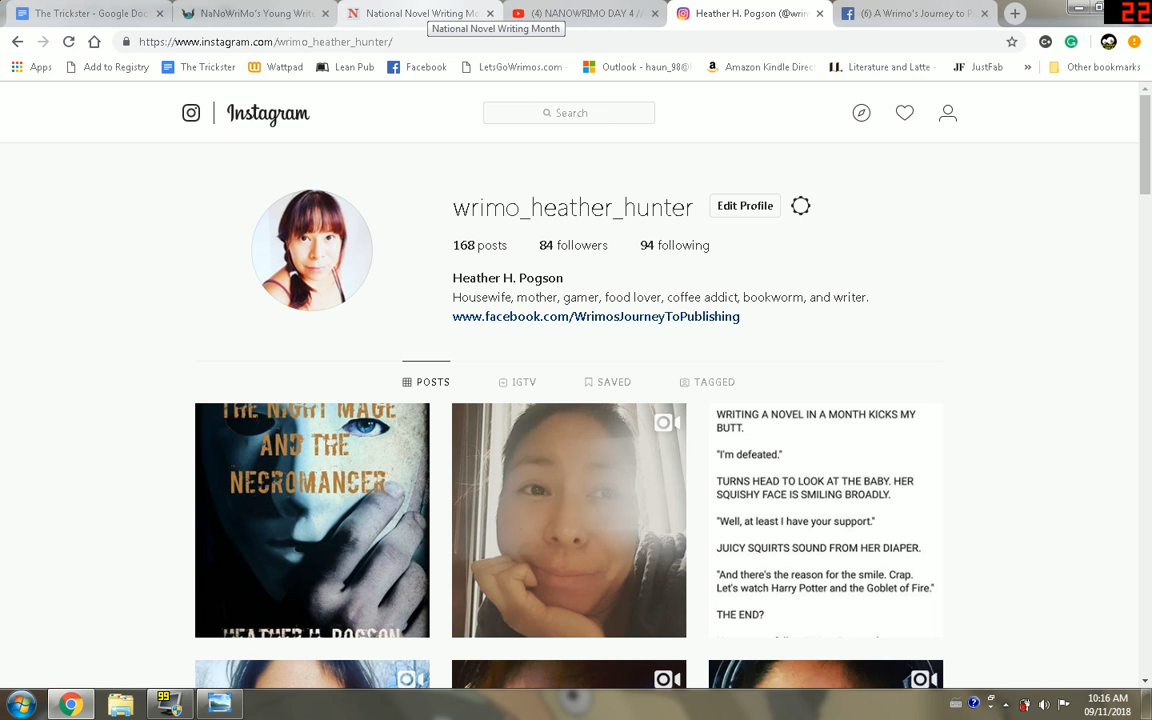 The Trickster - Google Doc
NaNoWriMo's Young Write
National Novel Writing Mo
(4) NANOWRIMO DAY 4 //
Heather H. Pogson (@wrim
(6) A Wrimo's Journey to P
22
National Novel Writing Month
https://www.instagram.com/wrimo_heather_hunter/
Apps
Add to Registry
The Trickster
Wattpad
Lean Pub
Facebook
LetsGoWrimos.com -
Outlook - haun_98@
Amazon Kindle Direc
Literature and Latte -
JF JustFab
»
Other bookmarks
Instagram
Search
wrimo_heather_hunter
Edit Profile
168 posts
84 followers
94 following
Heather H. Pogson
Housewife, mother, gamer, food lover, coffee addict, bookworm, and writer.
www.facebook.com/WrimosJourneyToPublishing
POSTS
IGTV
SAVED
TAGGED
THE NIGHT MAGE
AND THE
NECROMANCER
HEATHER H. POGSON
WRITING A NOVEL IN A MONTH KICKS MY
BUTT.
"I'm defeated."
TURNS HEAD TO LOOK AT THE BABY. HER
SQUISHY FACE IS SMILING BROADLY.
"Well, at least I have your support."
JUICY SQUIRTS SOUND FROM HER DIAPER.
"And there's the reason for the smile. Crap.
Let's watch Harry Potter and the Goblet of Fire."
THE END?
99
10:16 AM
09/11/2018